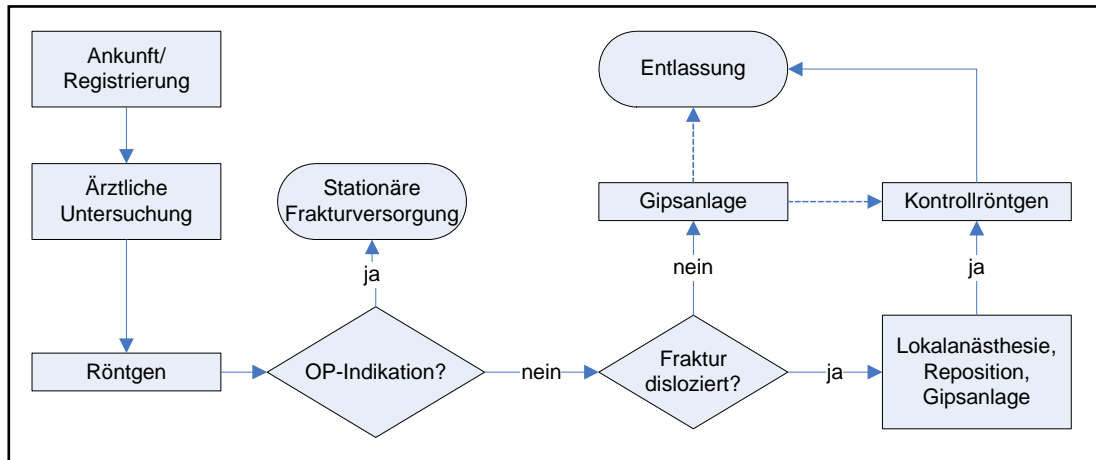 Ankunft/
Registrierung
Ärztliche
Untersuchung
Röntgen
Stationäre
Frakturversorgung
ja
OP-Indikation?
nein
Entlassung
Gipsanlage
nein
Fraktur
disloziert?
ja
Kontrollröntgen
ja
Lokalanästhesie,
Reposition,
Gipsanlage